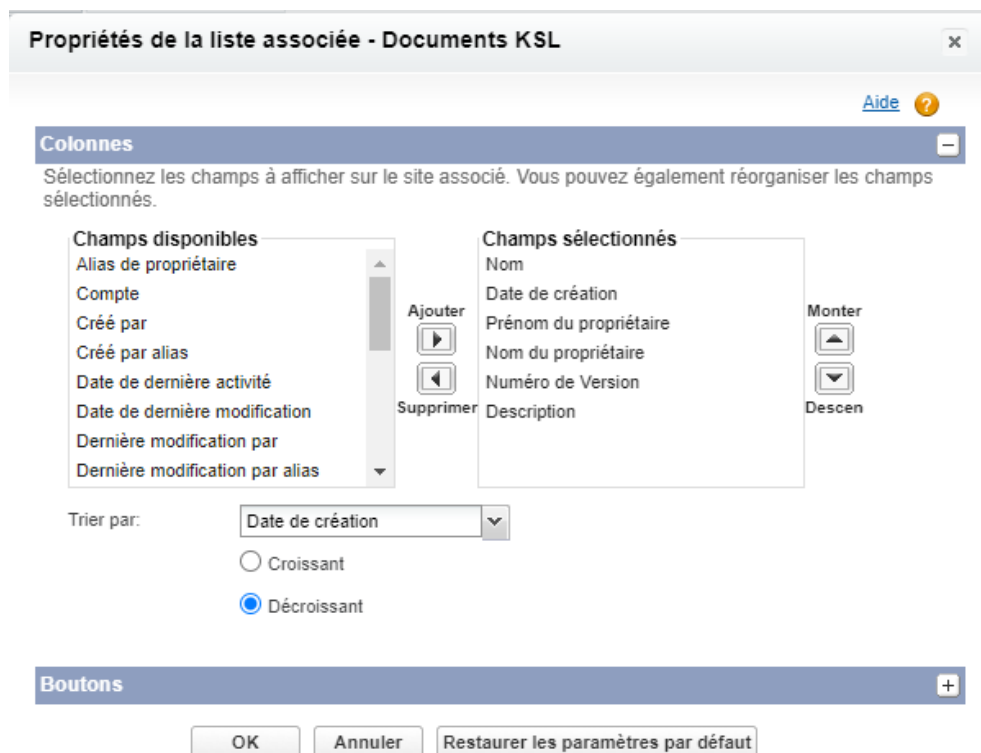 Propriétés de la liste associée - Documents KSL
Aide
Colonnes
Sélectionnez les champs à afficher sur le site associé. Vous pouvez également réorganiser les champs
sélectionnés.
Champs disponibles
Alias de propriétaire
Compte
Créé par
Créé par alias
Date de dernière activité
Date de dernière modification
Dernière modification par
Dernière modification par alias
Ajouter
Supprimer
Champs sélectionnés
Nom
Date de création
Prénom du propriétaire
Nom du propriétaire
Numéro de Version
Description
Monter
Descen
Trier par:
Date de création
Croissant
Décroissant
Boutons
OK
Annuler
Restaurer les paramètres par défaut